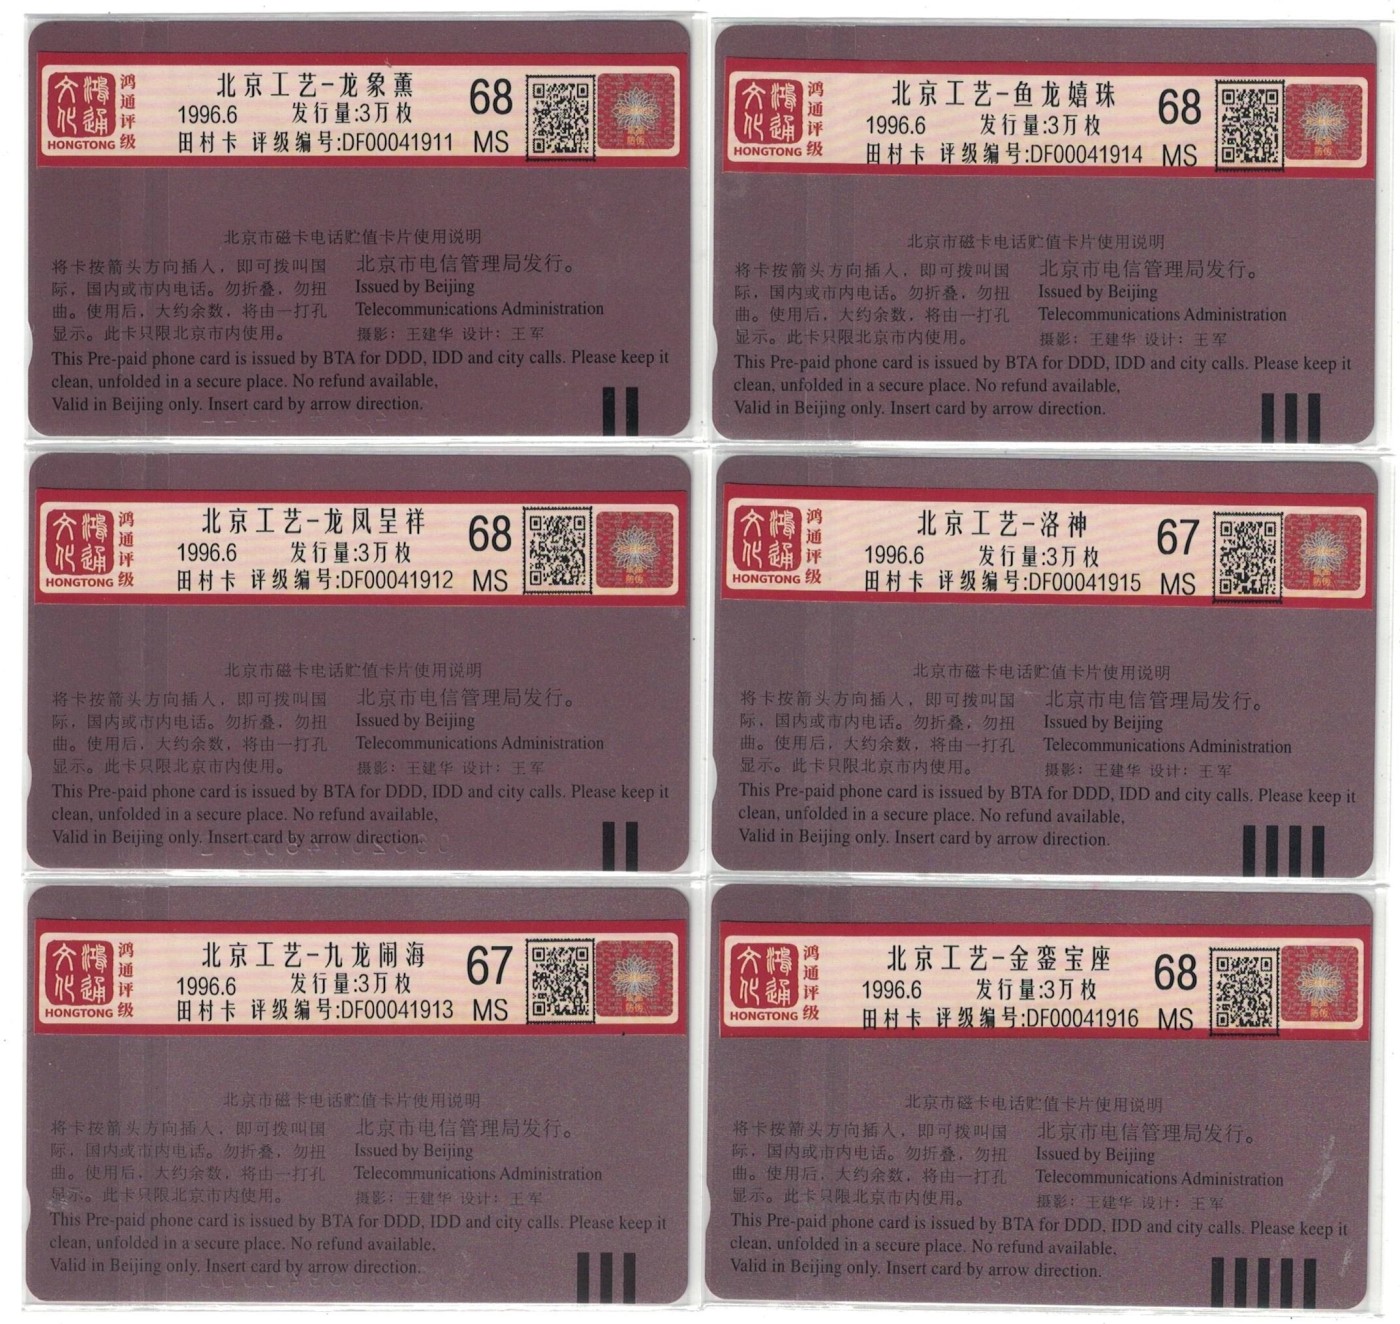 文化
鸿通
HONGTONG
鸿通评级
北京工艺-龙象薰
1996.6 发行量:3万枚
田村卡 评级编号:DF00041911
68
MS
北京市磁卡电话贮值卡片使用说明
将卡按箭头方向插人，即可拨叫国
际，国内或市内电话。勿折叠，勿扭
曲。使用后，大约余数，将由一打孔
显示。此卡只限北京市内使用。
北京市电信管理局发行。
Issued by Beijing
Telecommunications Administration
摄影：王建华 设计：王军
This Pre-paid phone card is issued by BTA for DDD, IDD and city calls. Please keep it
clean, unfolded in a secure place. No refund available,
Valid in Beijing only. Insert card by arrow direction.
文化
鸿通
HONGTONG
鸿通评级
北京工艺-鱼龙嬉珠
1996.6 发行量:3万枚
田村卡 评级编号:DF00041914
68
MS
北京市磁卡电话贮值卡片使用说明
将卡按箭头方向插人，即可拨叫国
际，国内或市内电话。勿折叠，勿扭
曲。使用后，大约余数，将由一打孔
显示。此卡只限北京市内使用。
北京市电信管理局发行。
Issued by Beijing
Telecommunications Administration
摄影：王建华 设计：王军
This Pre-paid phone card is issued by BTA for DDD, IDD and city calls. Please keep it
clean, unfolded in a secure place. No refund available,
Valid in Beijing only. Insert card by arrow direction.
文化
鸿通
HONGTONG
鸿通评级
北京工艺-龙凤呈祥
1996.6 发行量:3万枚
田村卡 评级编号:DF00041912
68
MS
北京市磁卡电话贮值卡片使用说明
将卡按箭头方向插人，即可拨叫国
际，国内或市内电话。勿折叠，勿扭
曲。使用后，大约余数，将由一打孔
显示。此卡只限北京市内使用。
北京市电信管理局发行。
Issued by Beijing
Telecommunications Administration
摄影：王建华 设计：王军
This Pre-paid phone card is issued by BTA for DDD, IDD and city calls. Please keep it
clean, unfolded in a secure place. No refund available,
Valid in Beijing only. Insert card by arrow direction.
文化
鸿通
HONGTONG
鸿通评级
北京工艺-洛神
1996.6 发行量:3万枚
田村卡 评级编号:DF00041915
67
MS
北京市磁卡电话贮值卡片使用说明
将卡按箭头方向插人，即可拨叫国
际，国内或市内电话。勿折叠，勿扭
曲。使用后，大约余数，将由一打孔
显示。此卡只限北京市内使用。
北京市电信管理局发行。
Issued by Beijing
Telecommunications Administration
摄影：王建华 设计：王军
This Pre-paid phone card is issued by BTA for DDD, IDD and city calls. Please keep it
clean, unfolded in a secure place. No refund available,
Valid in Beijing only. Insert card by arrow direction.
文化
鸿通
HONGTONG
鸿通评级
北京工艺-九龙闹海
1996.6 发行量:3万枚
田村卡 评级编号:DF00041913
67
MS
北京市磁卡电话贮值卡片使用说明
将卡按箭头方向插人，即可拨叫国
际，国内或市内电话。勿折叠，勿扭
曲。使用后，大约余数，将由一打孔
显示。此卡只限北京市内使用。
北京市电信管理局发行。
Issued by Beijing
Telecommunications Administration
摄影：王建华 设计：王军
This Pre-paid phone card is issued by BTA for DDD, IDD and city calls. Please keep it
clean, unfolded in a secure place. No refund available,
Valid in Beijing only. Insert card by arrow direction.
文化
鸿通
HONGTONG
鸿通评级
北京工艺-金銮宝座
1996.6 发行量:3万枚
田村卡 评级编号:DF00041916
68
MS
北京市磁卡电话贮值卡片使用说明
将卡按箭头方向插人，即可拨叫国
际，国内或市内电话。勿折叠，勿扭
曲。使用后，大约余数，将由一打孔
显示。此卡只限北京市内使用。
北京市电信管理局发行。
Issued by Beijing
Telecommunications Administration
摄影：王建华 设计：王军
This Pre-paid phone card is issued by BTA for DDD, IDD and city calls. Please keep it
clean, unfolded in a secure place. No refund available,
Valid in Beijing only. Insert card by arrow direction.